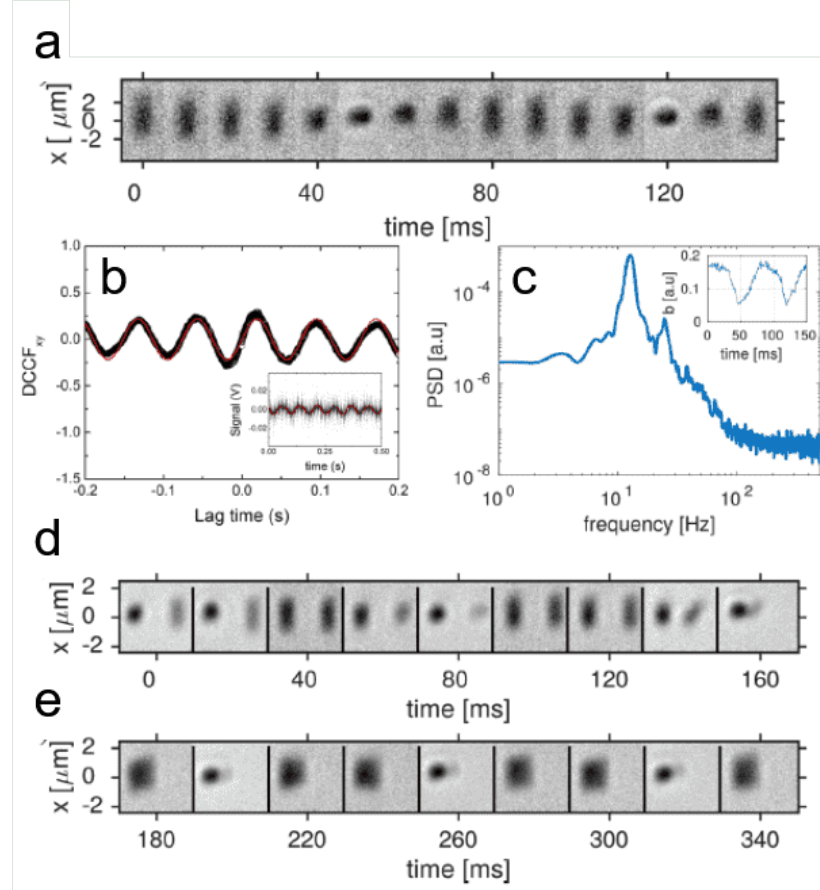 a
x [ μm]
2
0
-2
0 40 80 120
time [ms]
b
1.0
0.5
0.0
-0.5
-1.0
-1.5
DCCFxy
-0.2 -0.1 0.0 0.1 0.2
Lag time (s)
Signal (V)
0.02
0.00
-0.02
0.00 0.25 0.50
time (s)
c
PSD [a.u]
10-4
10-6
10-8
100 101 102
frequency [Hz]
b [a.u]
0.2
0.1
0
0 50 100 150
time [ms]
d
x [ μm]
2
0
-2
0 40 80 120 160
time [ms]
e
x [ μm]
2
0
-2
180 220 260 300 340
time [ms]